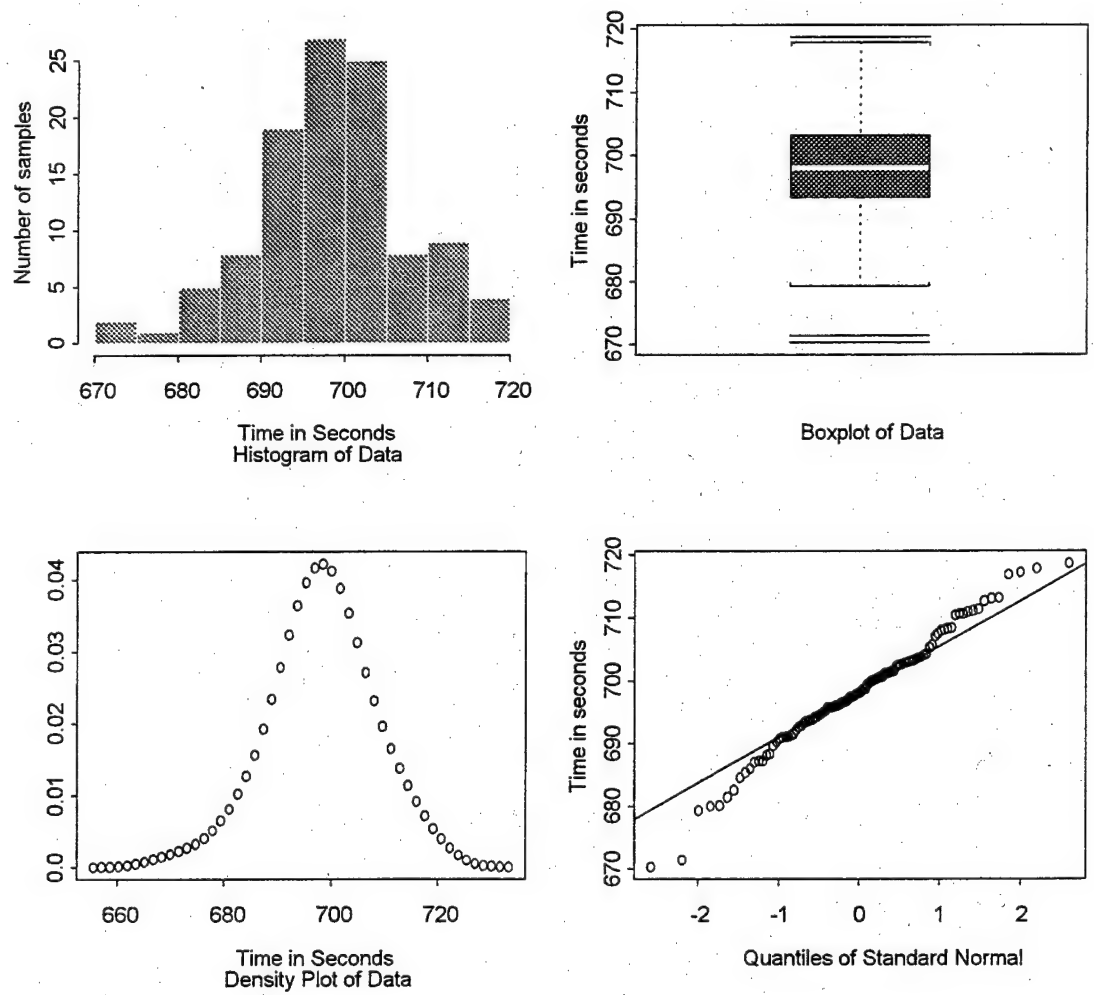 Number of samples
25
20
15
10
5
0
670 680 690 700 710 720
Time in Seconds
Histogram of Data
Time in seconds
720
710
700
690
680
670
Boxplot of Data
0.04
0.03
0.02
0.01
0.0
660 680 700 720
Time in Seconds
Density Plot of Data
Time in seconds
720
710
700
690
680
670
-2 -1 0 1 2
Quantiles of Standard Normal